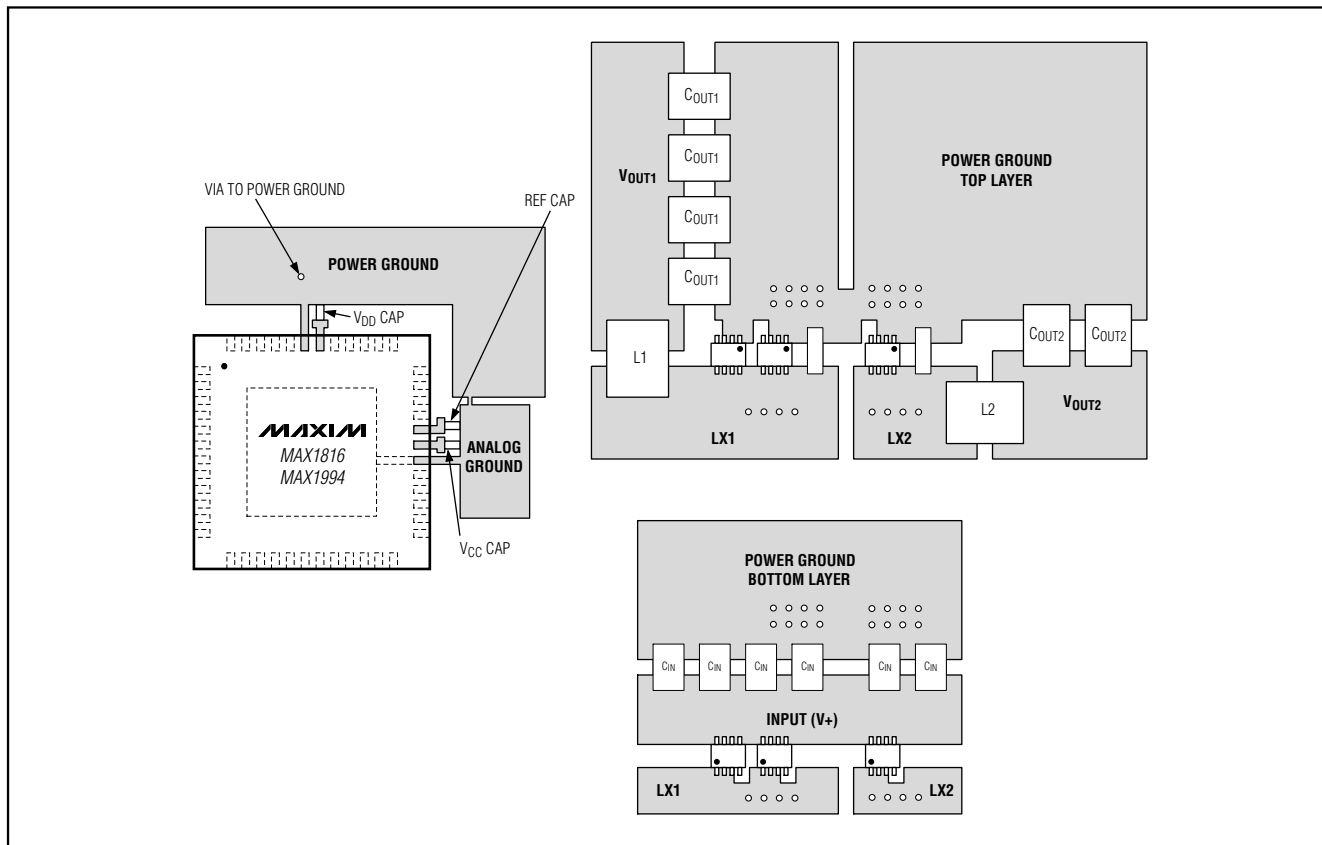 VIA TO POWER GROUND
REF CAP
POWER GROUND
VDD CAP
MAXIM
MAX1816
MAX1994
ANALOG
GROUND
VCC CAP
COUT1
COUT1
COUT1
COUT1
VOUT1
POWER GROUND
TOP LAYER
L1
COUT2
COUT2
L2
VOUT2
LX1
LX2
POWER GROUND
BOTTOM LAYER
CIN
CIN
CIN
CIN
CIN
CIN
INPUT (V+)
LX1
LX2